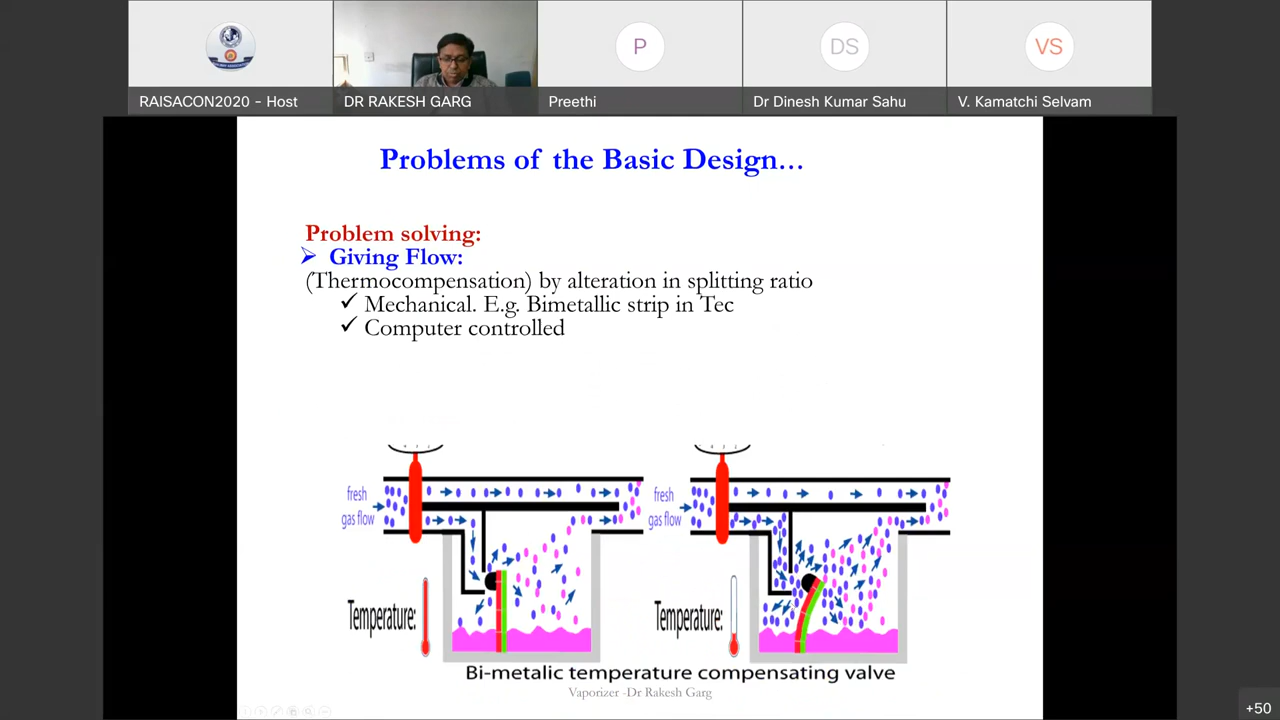 P
DS
VS
RAISACON2020 - Host
DR RAKESH GARG
Preethi
Dr Dinesh Kumar Sahu
V. Kamatchi Selvam
Problems of the Basic Design...
Problem solving:
➢ Giving Flow:
(Thermocompensation) by alteration in splitting ratio
✓ Mechanical. E.g. Bimetallic strip in Tec
✓ Computer controlled
fresh
gas flow
Temperature:
fresh
gas flow
Temperature:
Bi-metalic temperature compensating valve
Vaporizer -Dr Rakesh Garg
+50